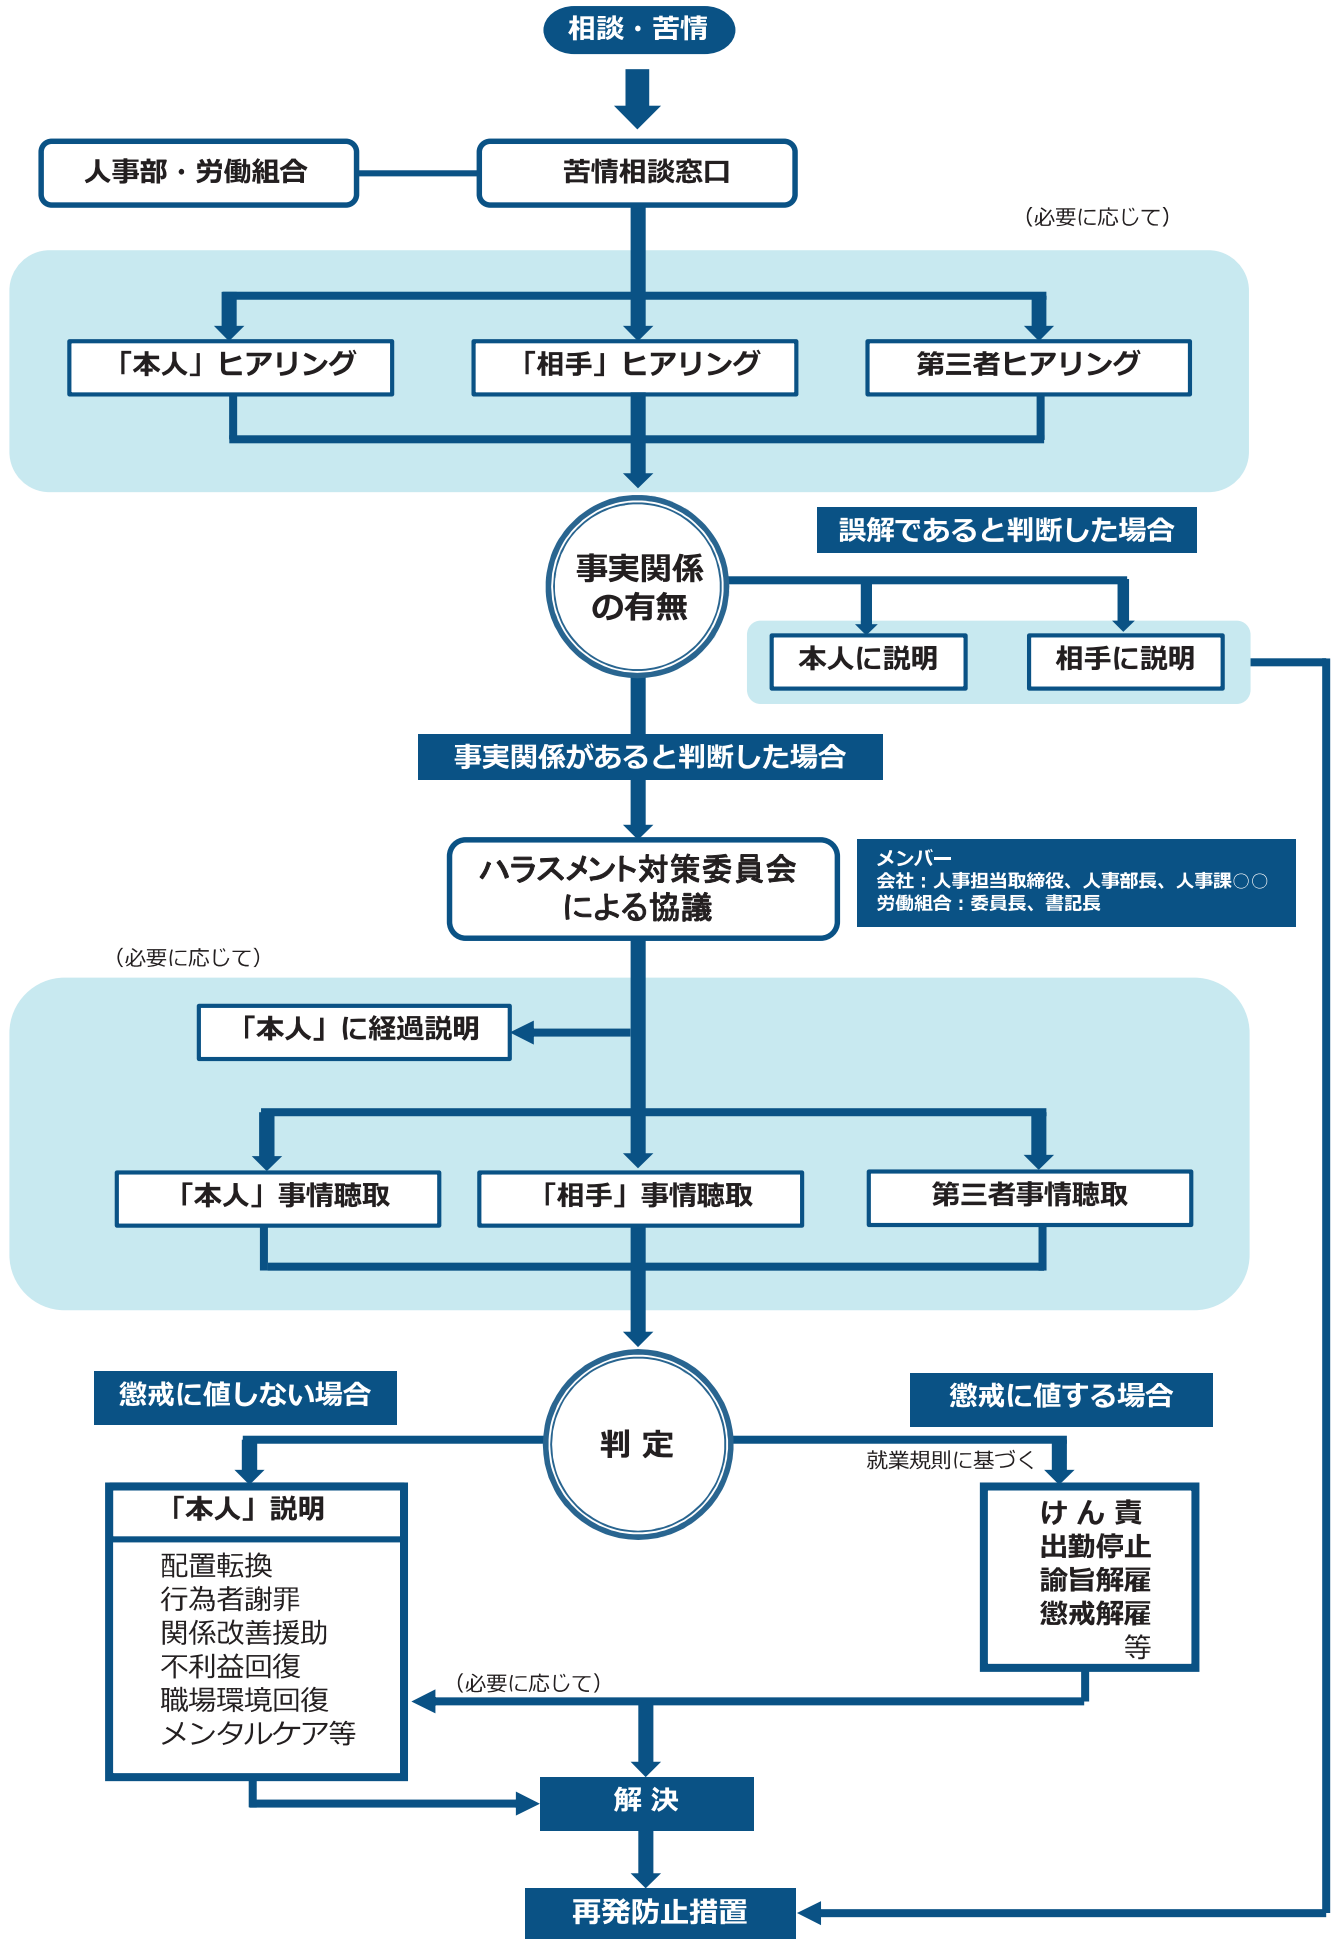 相談・苦情
人事部・労働組合
苦情相談窓口
（必要に応じて）
「本人」ヒアリング
「相手」ヒアリング
第三者ヒアリング
事実関係
の有無
誤解であると判断した場合
本人に説明
相手に説明
事実関係があると判断した場合
ハラスメント対策委員会
による協議
メンバー
会社：人事担当取締役、人事部長、人事課○○
労働組合：委員長、書記長
（必要に応じて）
「本人」に経過説明
「本人」事情聴取
「相手」事情聴取
第三者事情聴取
懲戒に値しない場合
判 定
懲戒に値する場合
就業規則に基づく
「本人」説明
配置転換
行為者謝罪
関係改善援助
不利益回復
職場環境回復
メンタルケア等
けん責
出勤停止
諭旨解雇
懲戒解雇
等
（必要に応じて）
解 決
再発防止措置